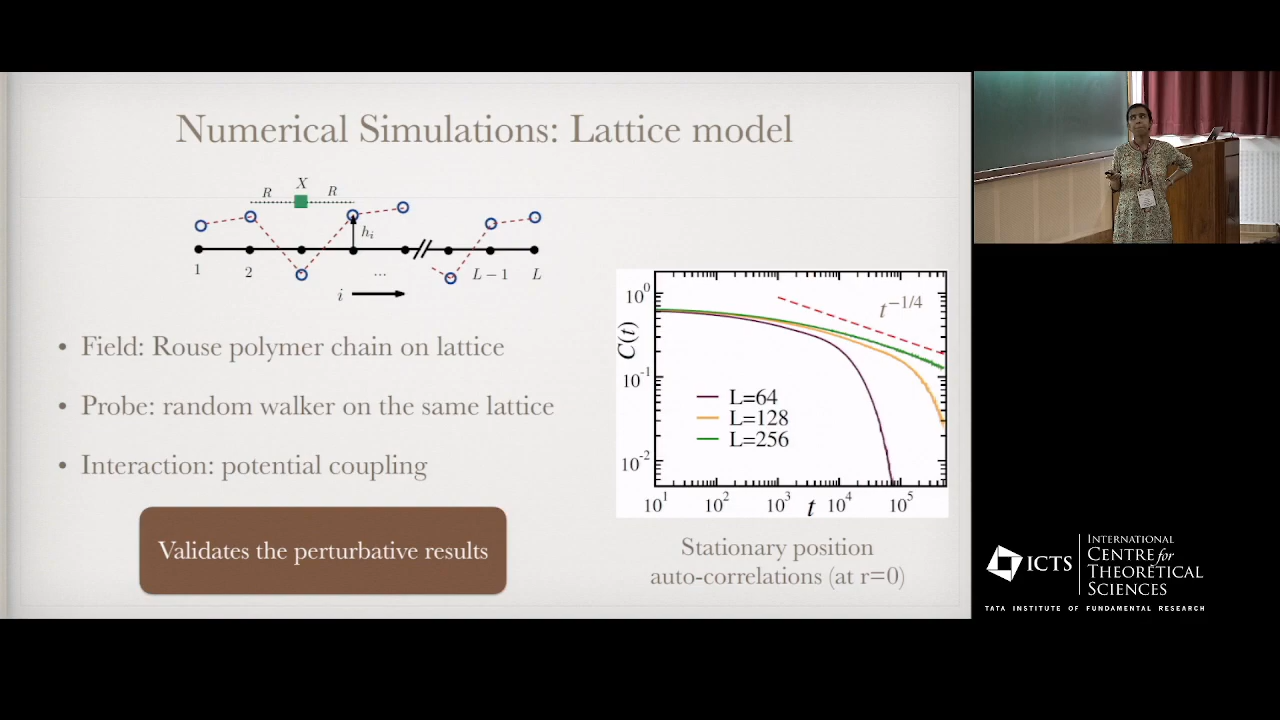 Numerical Simulations: Lattice model
R X R
h_i
1 2 ... L − 1 L
i
• Field: Rouse polymer chain on lattice
• Probe: random walker on the same lattice
• Interaction: potential coupling
Validates the perturbative results
C(t)
10^0
10^-1
10^-2
t^{-1/4}
L=64
L=128
L=256
10^1 10^2 10^3 t 10^4 10^5
Stationary position
auto-correlations (at r=0)
ICTS
INTERNATIONAL
CENTRE for
THEORETICAL
SCIENCES
TATA INSTITUTE OF FUNDAMENTAL RESEARCH